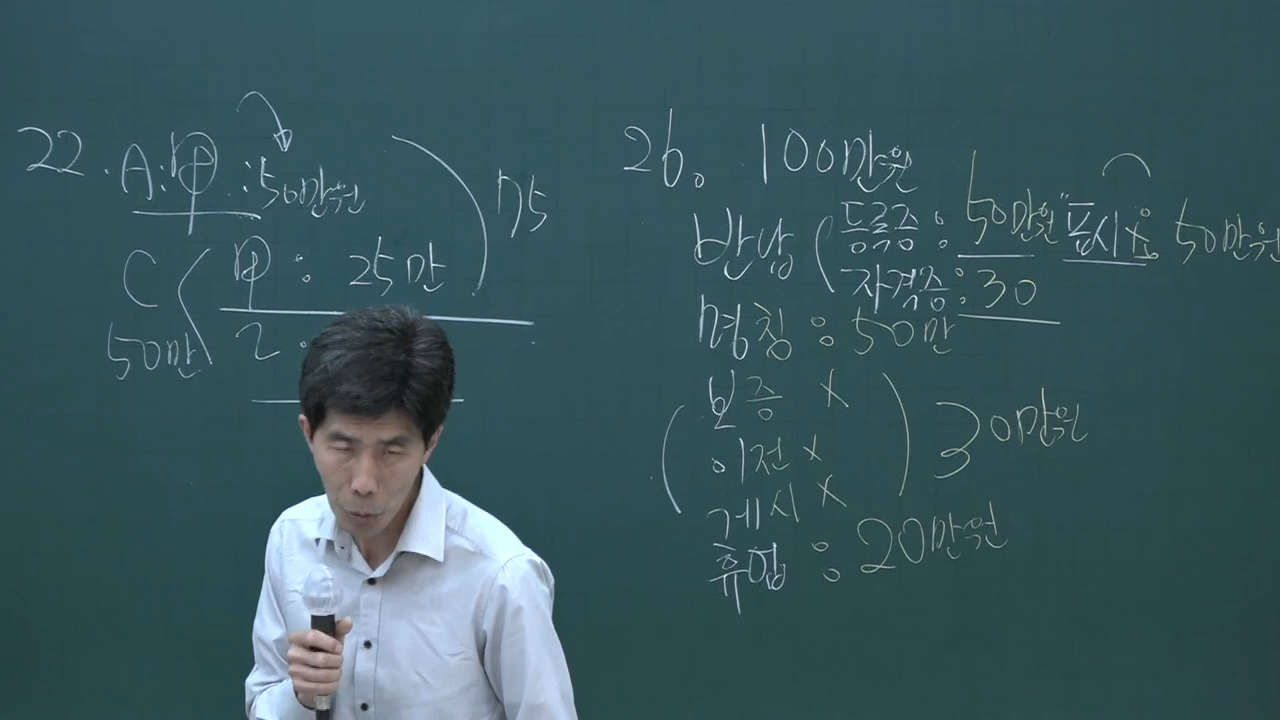 22. A:甲 : 50만원
C 甲 : 25만
50만 2.
75
26. 100만원
반납 등록증 : 50만원 "표시 50만원
자격증 : 30
명칭 : 50만
보증 ×
이전 ×
게시 ×
30만원
휴업 : 20만원